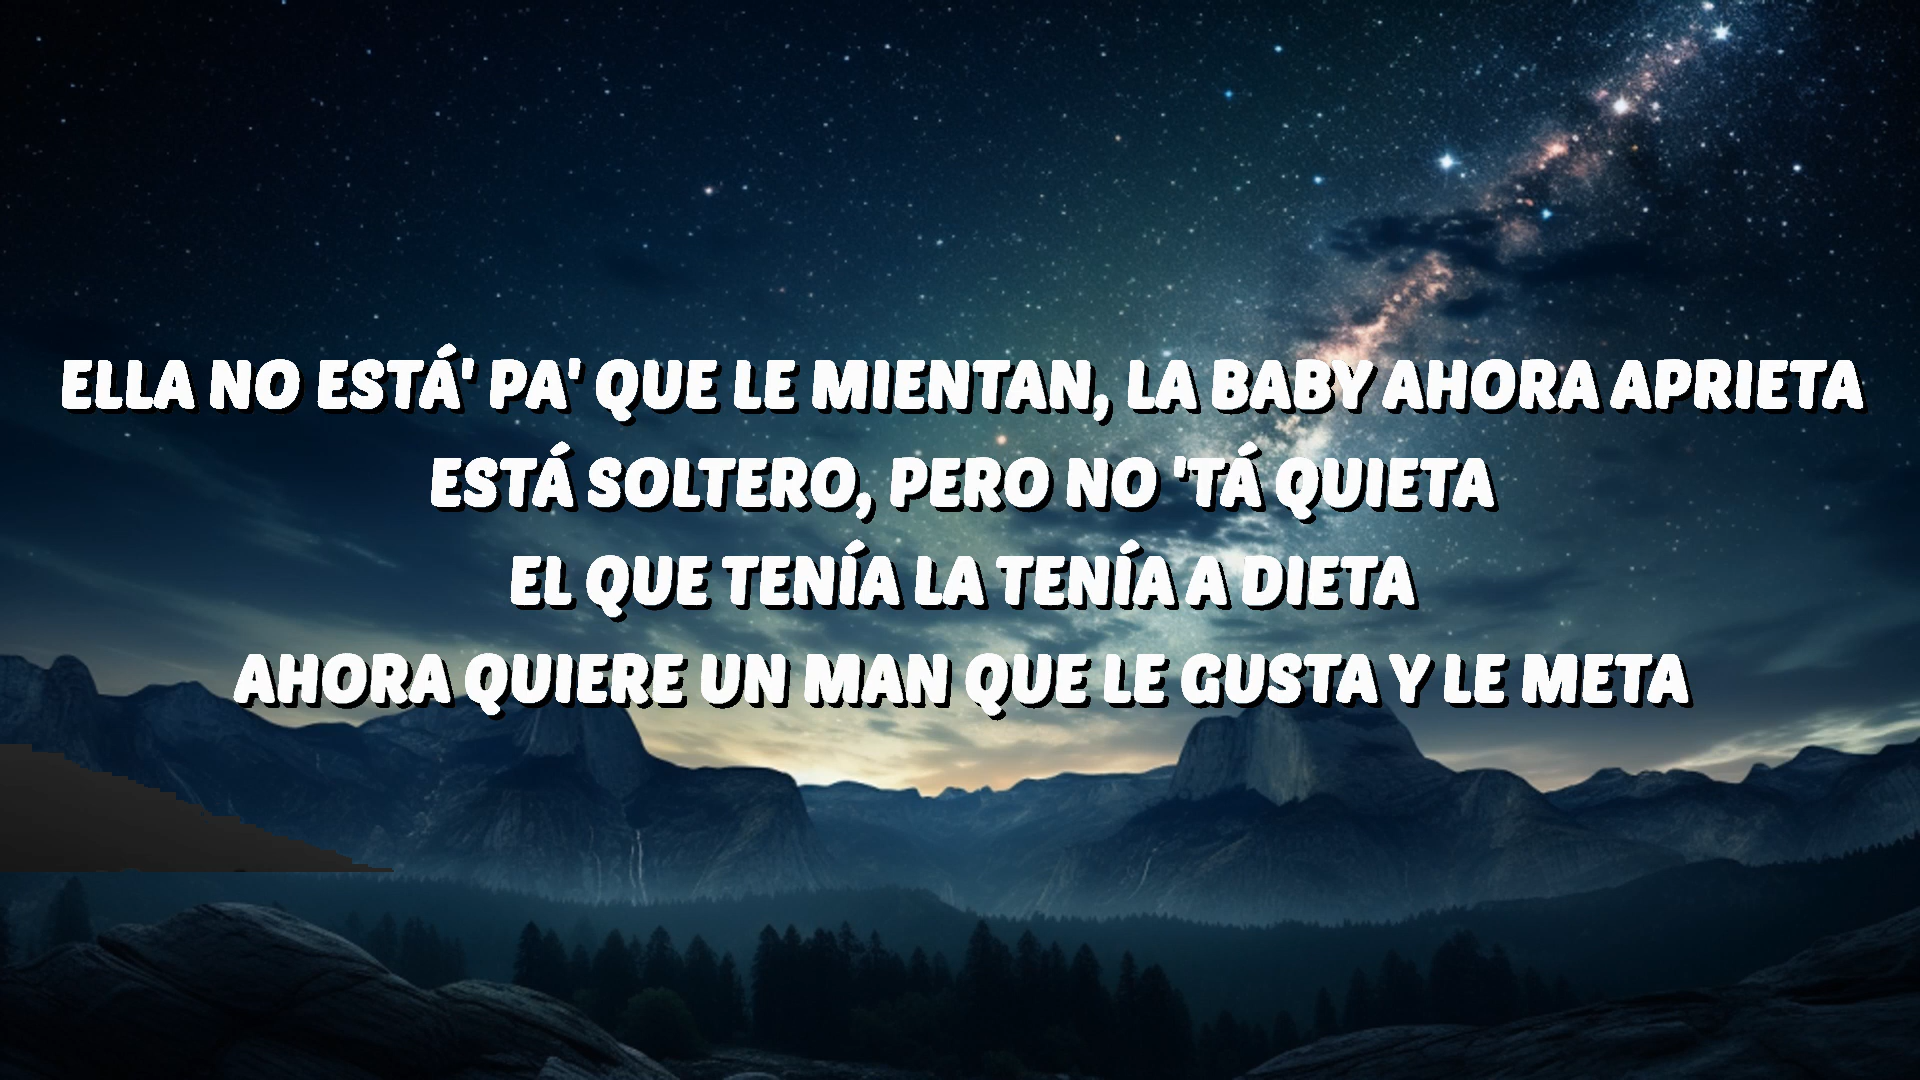 ELLA NO ESTÁ' PA' QUE LE MIENTAN, LA BABY AHORA APRIETA
ESTÁ SOLTERO, PERO NO 'TÁ QUIETA
EL QUE TENÍA LA TENÍA A DIETA
AHORA QUIERE UN MAN QUE LE GUSTA Y LE META